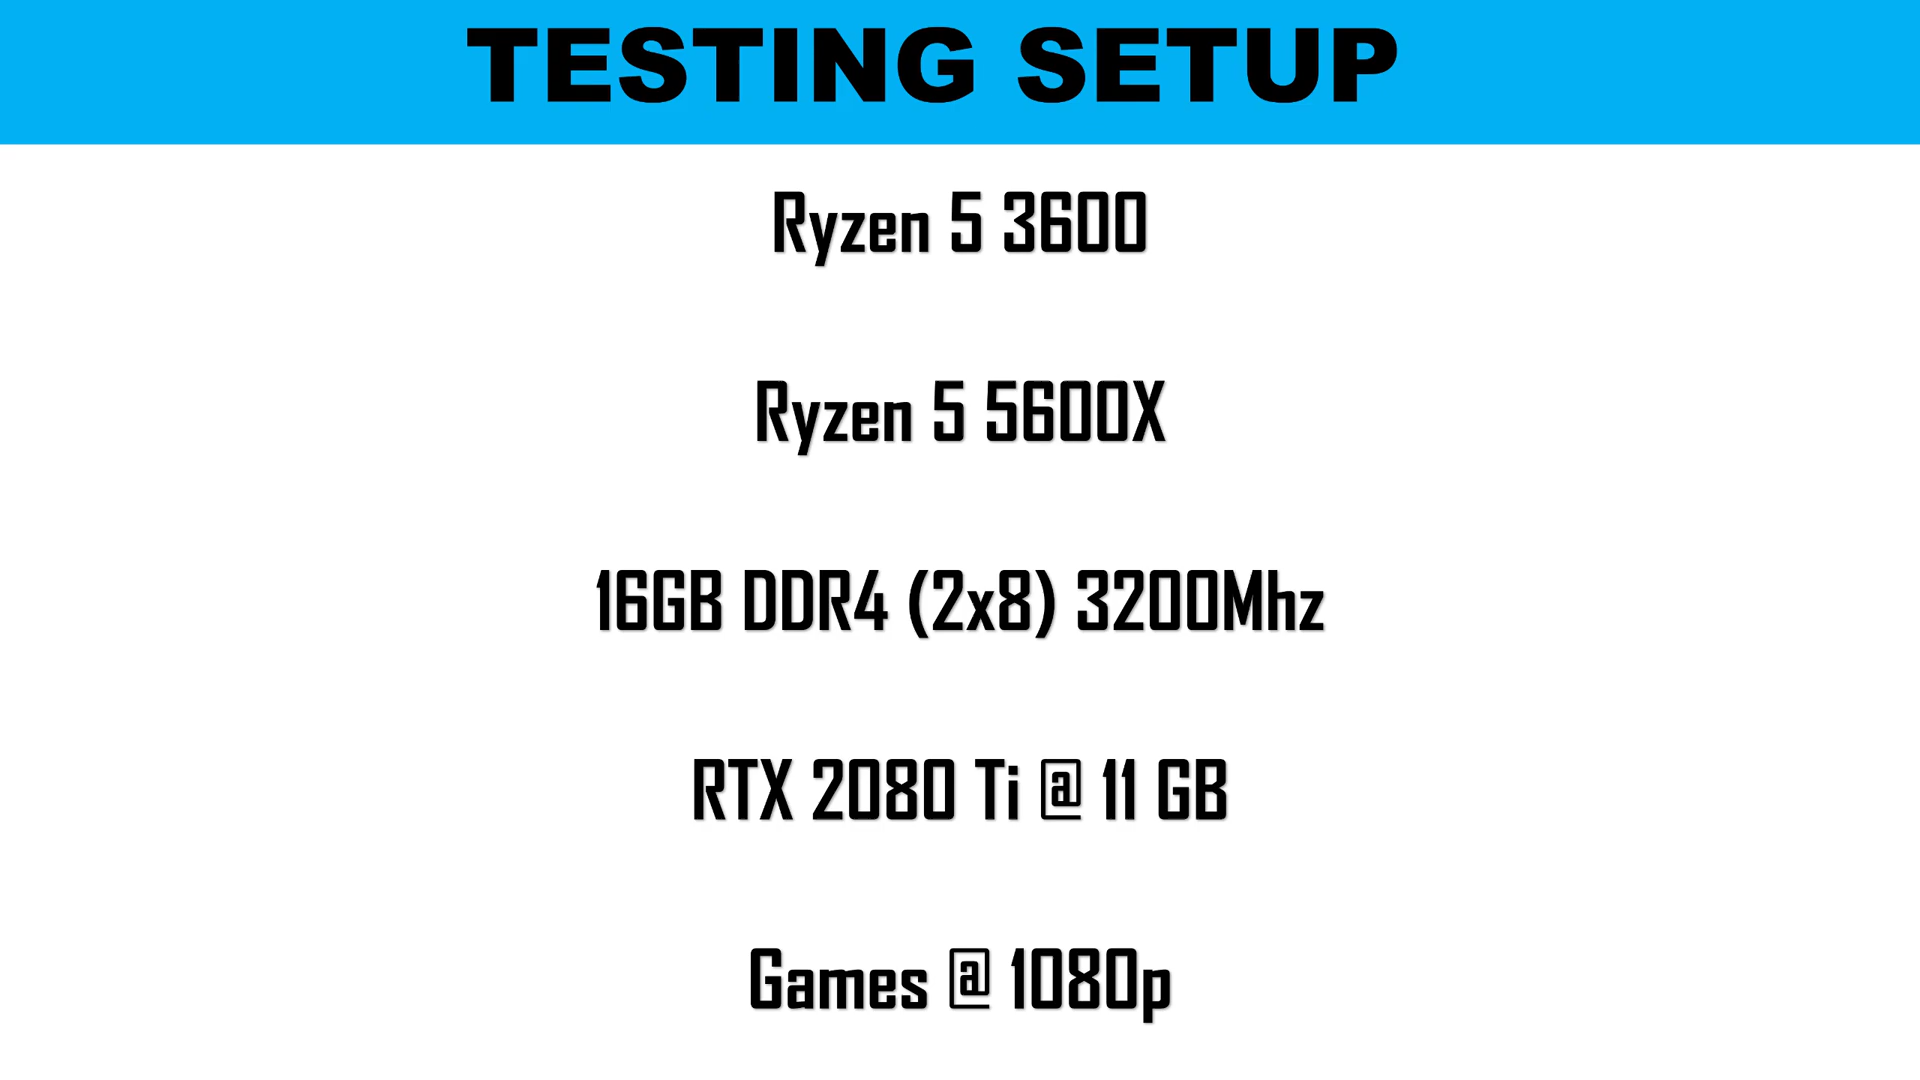 TESTING SETUP
Ryzen 5 3600
Ryzen 5 5600X
16GB DDR4 (2x8) 3200Mhz
RTX 2080 Ti @ 11 GB
Games @ 1080p